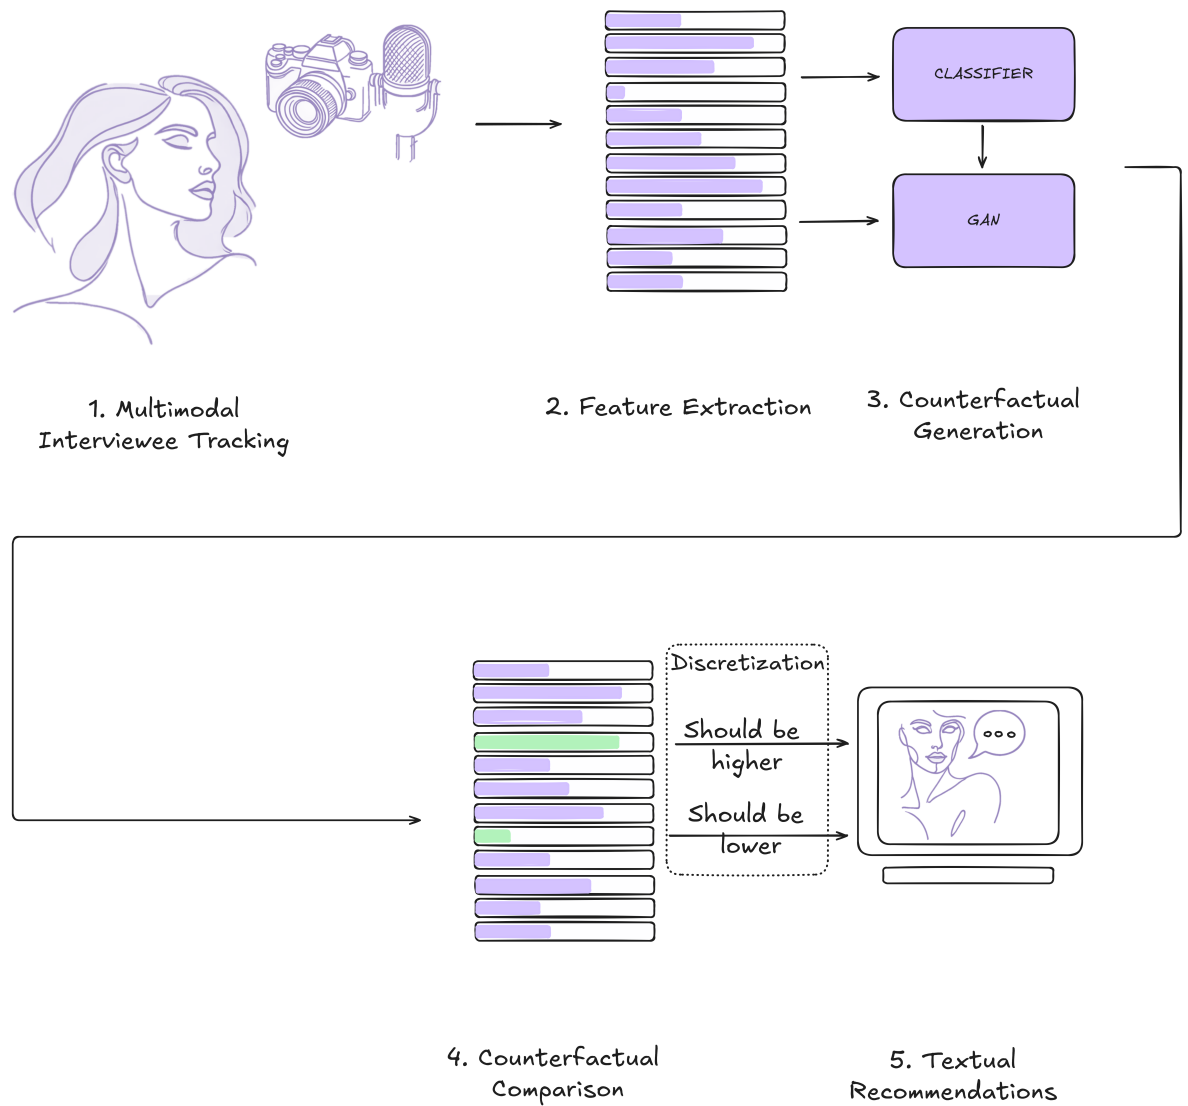 CLASSIFIER
GAN
1. Multimodal
Interviewee Tracking
2. Feature Extraction
3. Counterfactual
Generation
Discretization
Should be
higher
Should be
lower
4. Counterfactual
Comparison
5. Textual
Recommendations